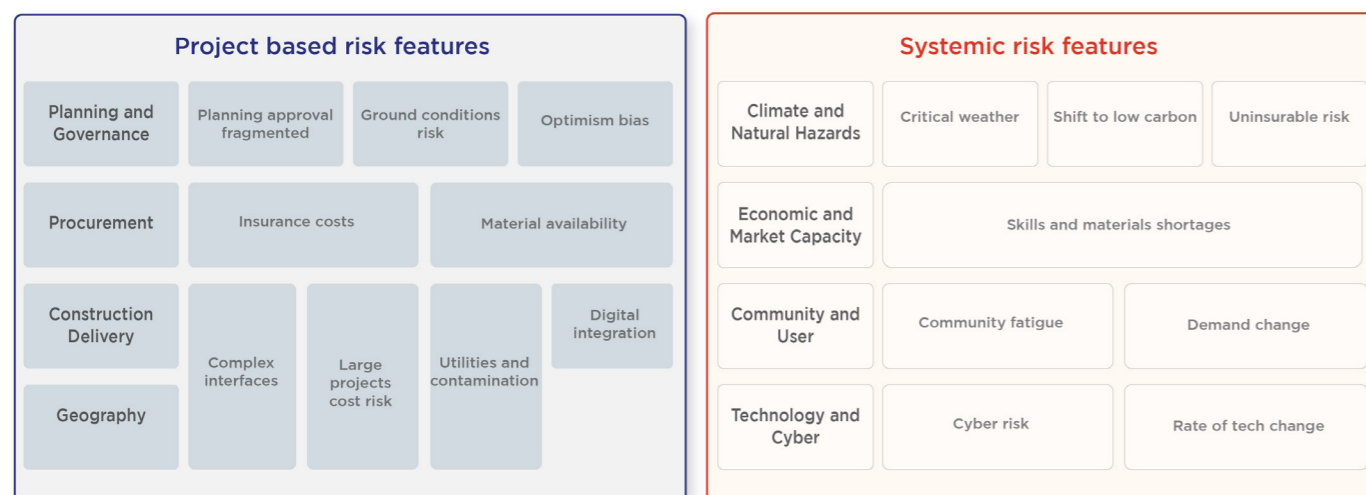 Project based risk features
Planning and
Governance
Planning approval
fragmented
Ground conditions
risk
Optimism bias
Procurement
Insurance costs
Material availability
Construction
Delivery
Geography
Complex
interfaces
Large
projects
cost risk
Utilities and
contamination
Digital
integration
Systemic risk features
Climate and
Natural Hazards
Critical weather
Shift to low carbon
Uninsurable risk
Economic and
Market Capacity
Skills and materials shortages
Community and
User
Community fatigue
Demand change
Technology and
Cyber
Cyber risk
Rate of tech change